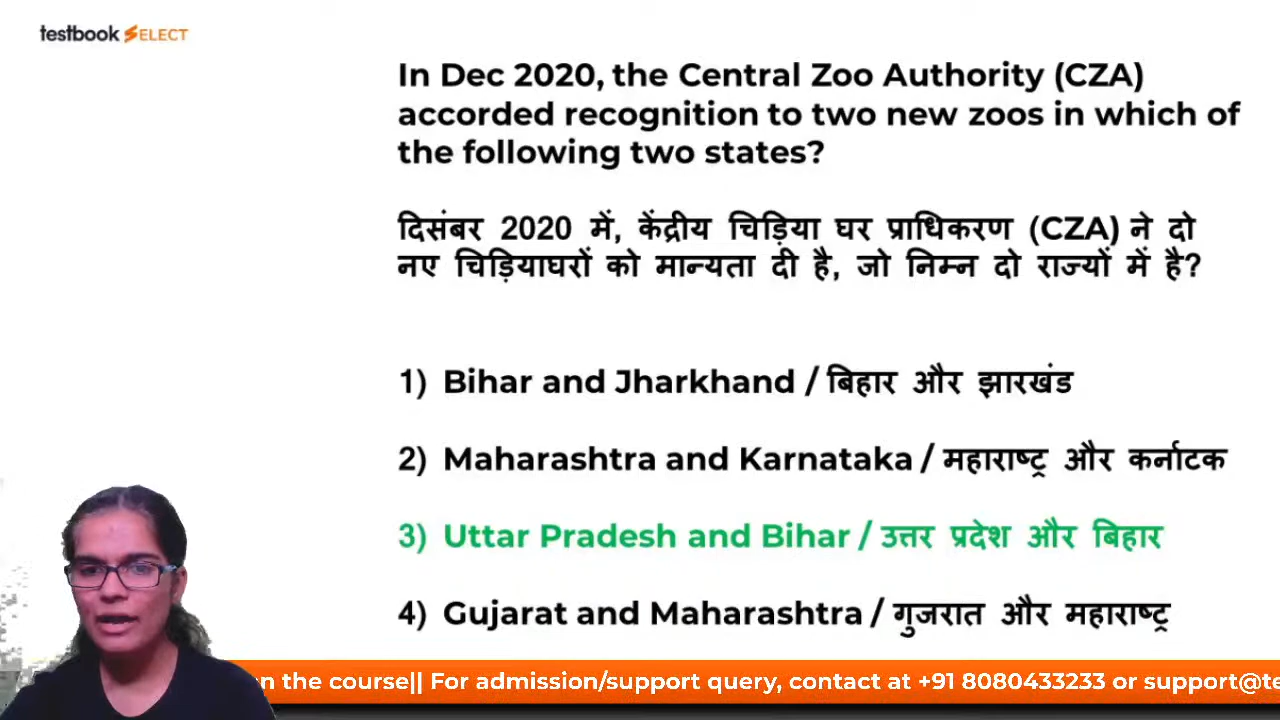 testbook SELECT
In Dec 2020, the Central Zoo Authority (CZA)
accorded recognition to two new zoos in which of
the following two states?
दिसंबर 2020 में, केंद्रीय चिड़िया घर प्राधिकरण (CZA) ने दो
नए चिड़ियाघरों को मान्यता दी है, जो निम्न दो राज्यों में है?
1) Bihar and Jharkhand / बिहार और झारखंड
2) Maharashtra and Karnataka / महाराष्ट्र और कर्नाटक
3) Uttar Pradesh and Bihar / उत्तर प्रदेश और बिहार
4) Gujarat and Maharashtra / गुजरात और महाराष्ट्र
the course|| For admission/support query, contact at +91 8080433233 or support@te